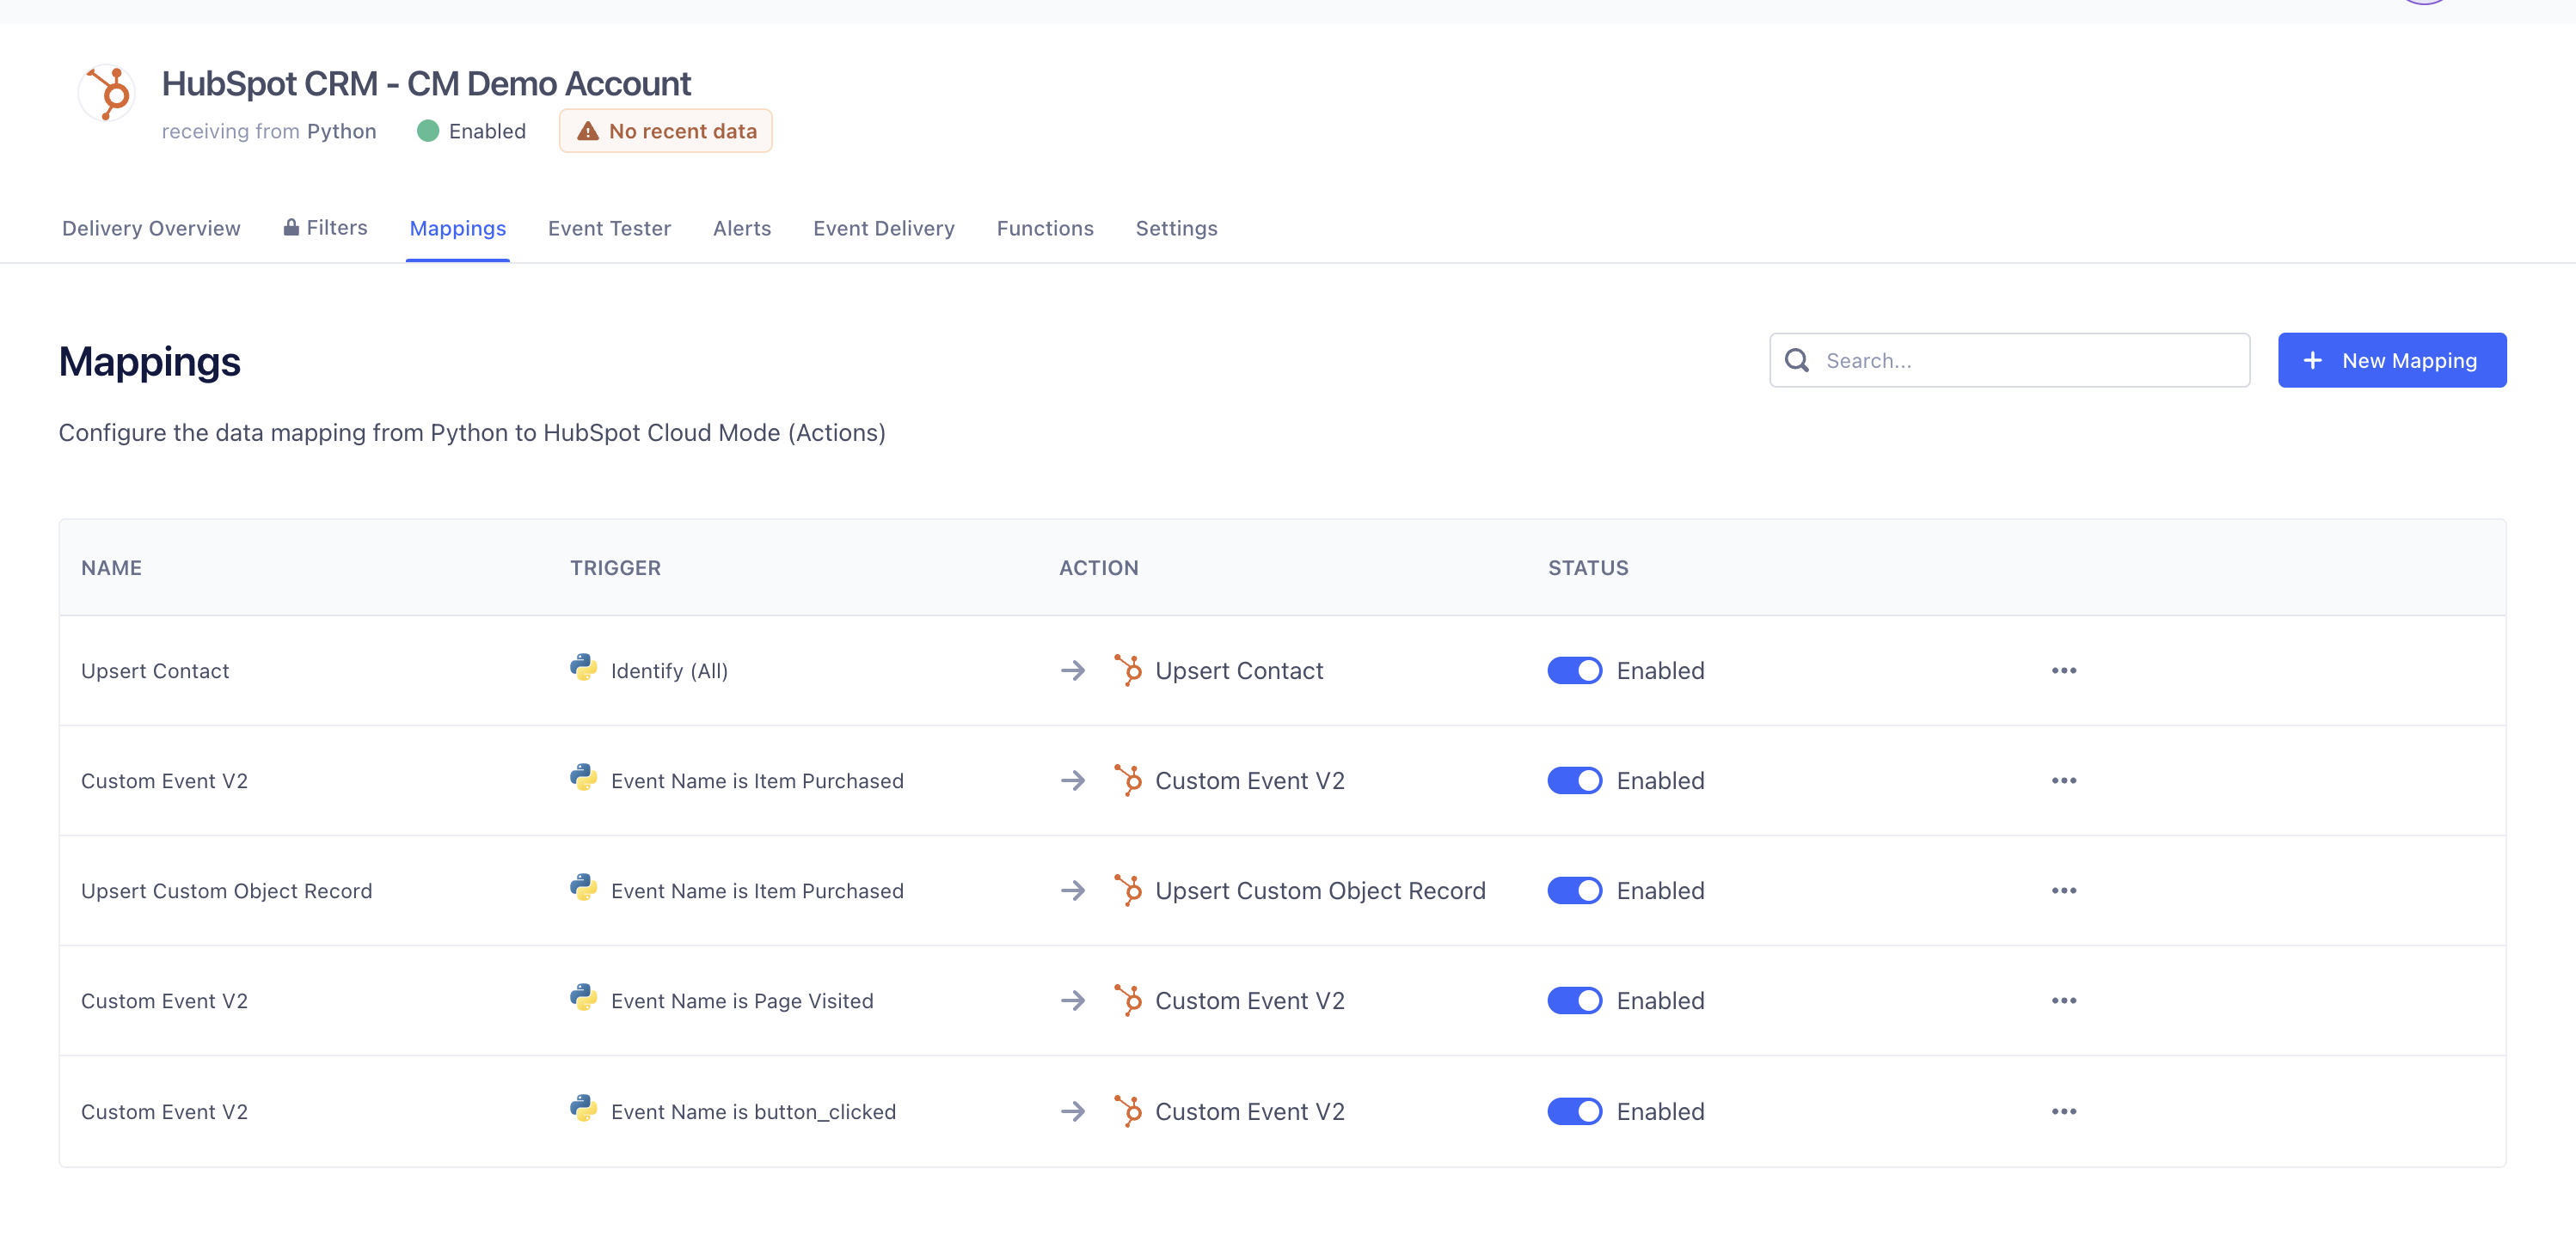 HubSpot CRM - CM Demo Account
receiving from Python Enabled No recent data
Delivery Overview Filters Mappings Event Tester Alerts Event Delivery Functions Settings
Mappings Search... New Mapping
Configure the data mapping from Python to HubSpot Cloud Mode (Actions)
NAME TRIGGER ACTION STATUS
Upsert Contact Identify (All) Upsert Contact Enabled
Custom Event V2 Event Name is Item Purchased Custom Event V2 Enabled
Upsert Custom Object Record Event Name is Item Purchased Upsert Custom Object Record Enabled
Custom Event V2 Event Name is Page Visited Custom Event V2 Enabled
Custom Event V2 Event Name is button_clicked Custom Event V2 Enabled